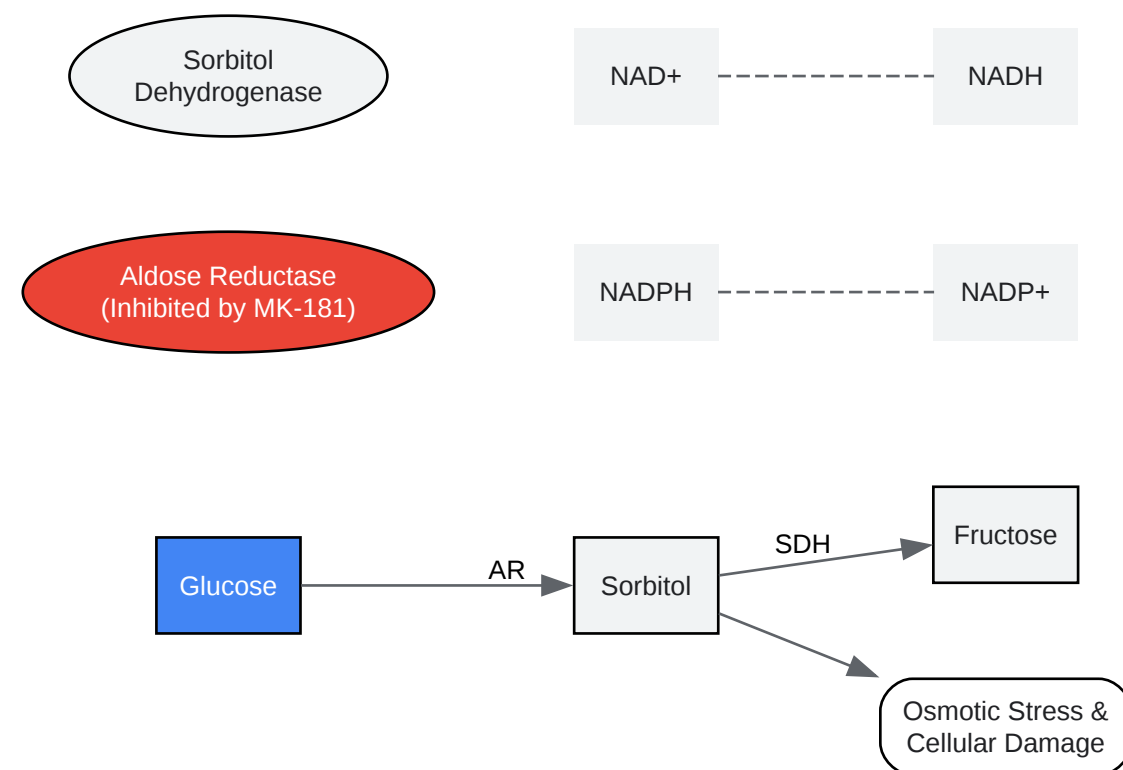 Sorbitol
Dehydrogenase
NAD+
NADH
Aldose Reductase
(Inhibited by MK-181)
NADPH
NADP+
Glucose
AR
Sorbitol
SDH
Fructose
Osmotic Stress &
Cellular Damage